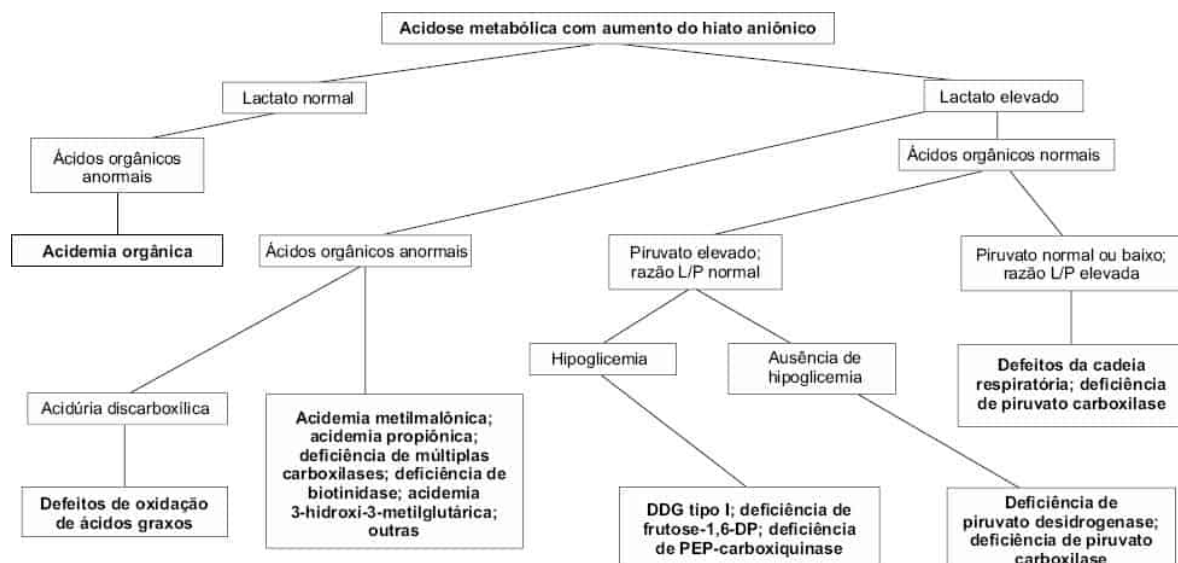 Acidose metabólica com aumento do hiato aniônico
Lactato normal
Lactato elevado
Ácidos orgânicos
anormais
Ácidos orgânicos normais
Acidemia orgânica
Ácidos orgânicos anormais
Piruvato elevado;
razão L/P normal
Piruvato normal ou baixo;
razão L/P elevada
Hipoglicemia
Ausência de
hipoglicemia
Defeitos da cadeia
respiratória; deficiência
de piruvato carboxilase
Acidúria discarboxílica
Acidemia metilmalônica;
acidemia propiônica;
deficiência de múltiplas
carboxilases; deficiência de
biotinidase; acidemia
3-hidroxi-3-metilglutárica;
outras
Defeitos de oxidação
de ácidos graxos
DDG tipo I; deficiência de
frutose-1,6-DP; deficiência
de PEP-carboxiquinase
Deficiência de
piruvato desidrogenase;
deficiência de piruvato
carboxilase